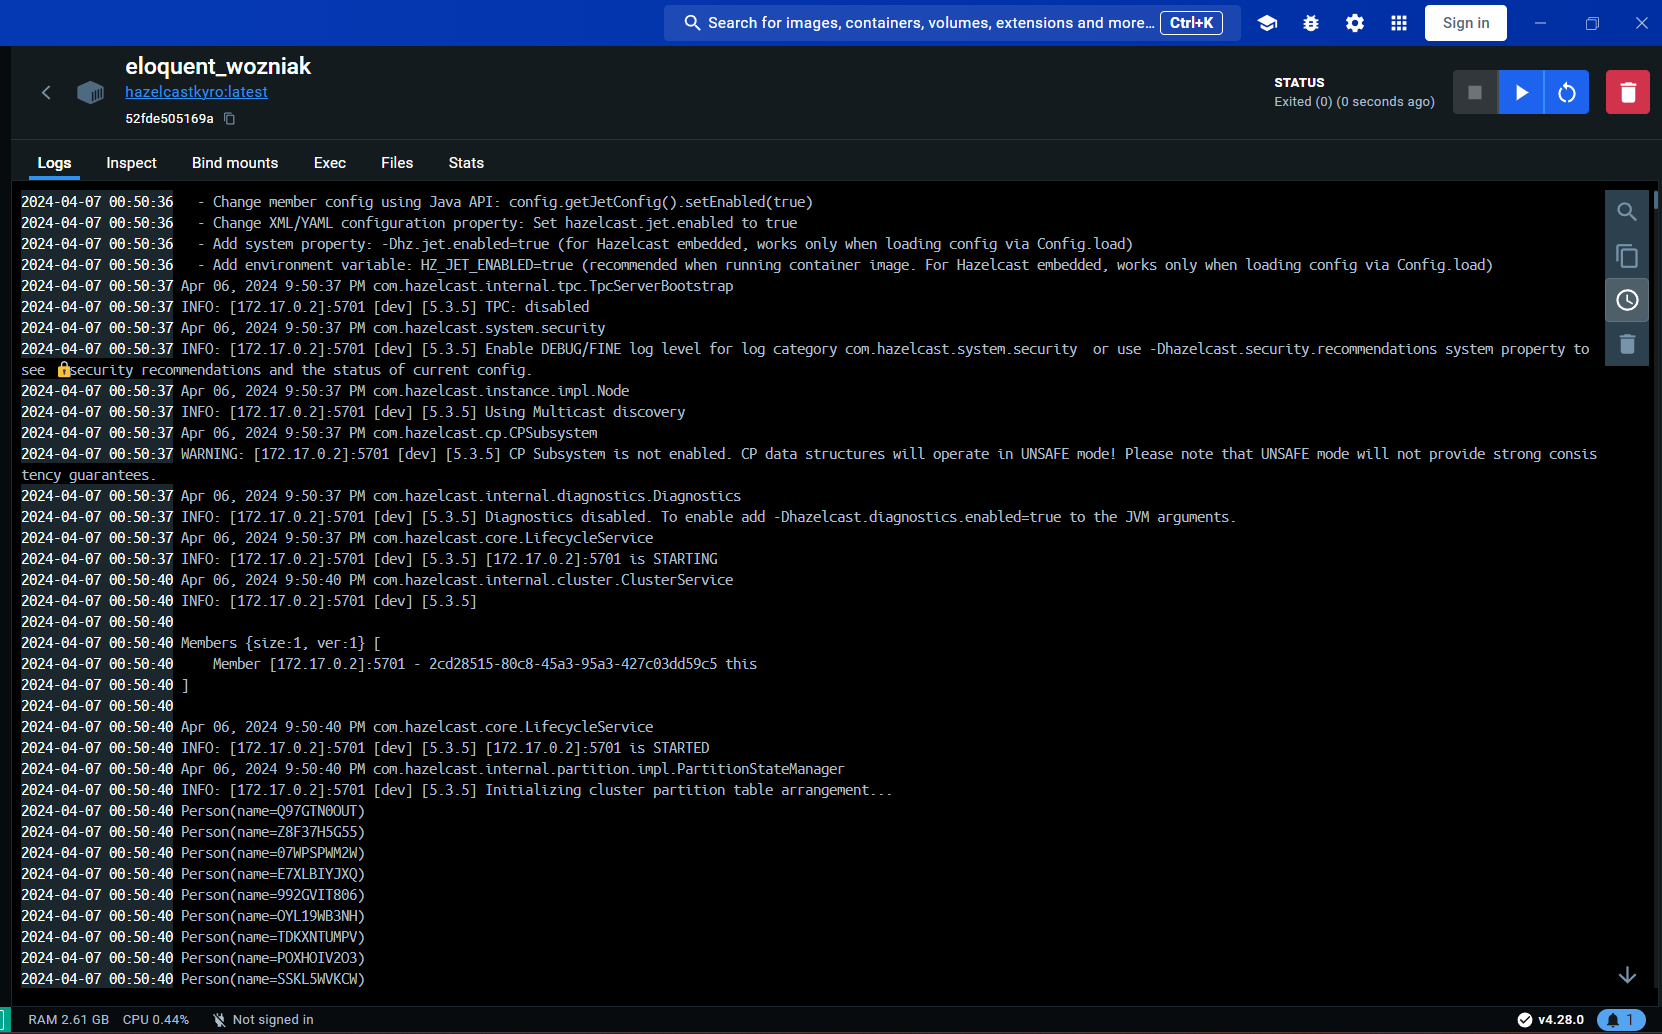 Search for images, containers, volumes, extensions and more... Ctrl+K
Sign in
eloquent_wozniak
hazelcastkyro:latest
52fde505169a
STATUS
Exited (0) (0 seconds ago)
Logs Inspect Bind mounts Exec Files Stats
2024-04-07 00:50:36   - Change member config using Java API: config.getJetConfig().setEnabled(true)
2024-04-07 00:50:36   - Change XML/YAML configuration property: Set hazelcast.jet.enabled to true
2024-04-07 00:50:36   - Add system property: -Dhz.jet.enabled=true (for Hazelcast embedded, works only when loading config via Config.load)
2024-04-07 00:50:36   - Add environment variable: HZ_JET_ENABLED=true (recommended when running container image. For Hazelcast embedded, works only when loading config via Config.load)
2024-04-07 00:50:37 Apr 06, 2024 9:50:37 PM com.hazelcast.internal.tpc.TpcServerBootstrap
2024-04-07 00:50:37 INFO: [172.17.0.2]:5701 [dev] [5.3.5] TPC: disabled
2024-04-07 00:50:37 Apr 06, 2024 9:50:37 PM com.hazelcast.system.security
2024-04-07 00:50:37 INFO: [172.17.0.2]:5701 [dev] [5.3.5] Enable DEBUG/FINE log level for log category com.hazelcast.system.security  or use -Dhazelcast.security.recommendations system property to
see 🔒security recommendations and the status of current config.
2024-04-07 00:50:37 Apr 06, 2024 9:50:37 PM com.hazelcast.instance.impl.Node
2024-04-07 00:50:37 INFO: [172.17.0.2]:5701 [dev] [5.3.5] Using Multicast discovery
2024-04-07 00:50:37 Apr 06, 2024 9:50:37 PM com.hazelcast.cp.CPSubsystem
2024-04-07 00:50:37 WARNING: [172.17.0.2]:5701 [dev] [5.3.5] CP Subsystem is not enabled. CP data structures will operate in UNSAFE mode! Please note that UNSAFE mode will not provide strong consis
tency guarantees.
2024-04-07 00:50:37 Apr 06, 2024 9:50:37 PM com.hazelcast.internal.diagnostics.Diagnostics
2024-04-07 00:50:37 INFO: [172.17.0.2]:5701 [dev] [5.3.5] Diagnostics disabled. To enable add -Dhazelcast.diagnostics.enabled=true to the JVM arguments.
2024-04-07 00:50:37 Apr 06, 2024 9:50:37 PM com.hazelcast.core.LifecycleService
2024-04-07 00:50:37 INFO: [172.17.0.2]:5701 [dev] [5.3.5] [172.17.0.2]:5701 is STARTING
2024-04-07 00:50:40 Apr 06, 2024 9:50:40 PM com.hazelcast.internal.cluster.ClusterService
2024-04-07 00:50:40 INFO: [172.17.0.2]:5701 [dev] [5.3.5]
2024-04-07 00:50:40
2024-04-07 00:50:40 Members {size:1, ver:1} [
2024-04-07 00:50:40     Member [172.17.0.2]:5701 - 2cd28515-80c8-45a3-95a3-427c03dd59c5 this
2024-04-07 00:50:40 ]
2024-04-07 00:50:40
2024-04-07 00:50:40 Apr 06, 2024 9:50:40 PM com.hazelcast.core.LifecycleService
2024-04-07 00:50:40 INFO: [172.17.0.2]:5701 [dev] [5.3.5] [172.17.0.2]:5701 is STARTED
2024-04-07 00:50:40 Apr 06, 2024 9:50:40 PM com.hazelcast.internal.partition.impl.PartitionStateManager
2024-04-07 00:50:40 INFO: [172.17.0.2]:5701 [dev] [5.3.5] Initializing cluster partition table arrangement...
2024-04-07 00:50:40 Person(name=Q97GTN0OUT)
2024-04-07 00:50:40 Person(name=Z8F37H5G55)
2024-04-07 00:50:40 Person(name=07WPSPWM2W)
2024-04-07 00:50:40 Person(name=E7XLBIYJXQ)
2024-04-07 00:50:40 Person(name=992GVIT806)
2024-04-07 00:50:40 Person(name=OYL19WB3NH)
2024-04-07 00:50:40 Person(name=TDKXNTUMPV)
2024-04-07 00:50:40 Person(name=POXHOIV2O3)
2024-04-07 00:50:40 Person(name=SSKL5WVKCW)
RAM 2.61 GB CPU 0.44% Not signed in v4.28.0 1